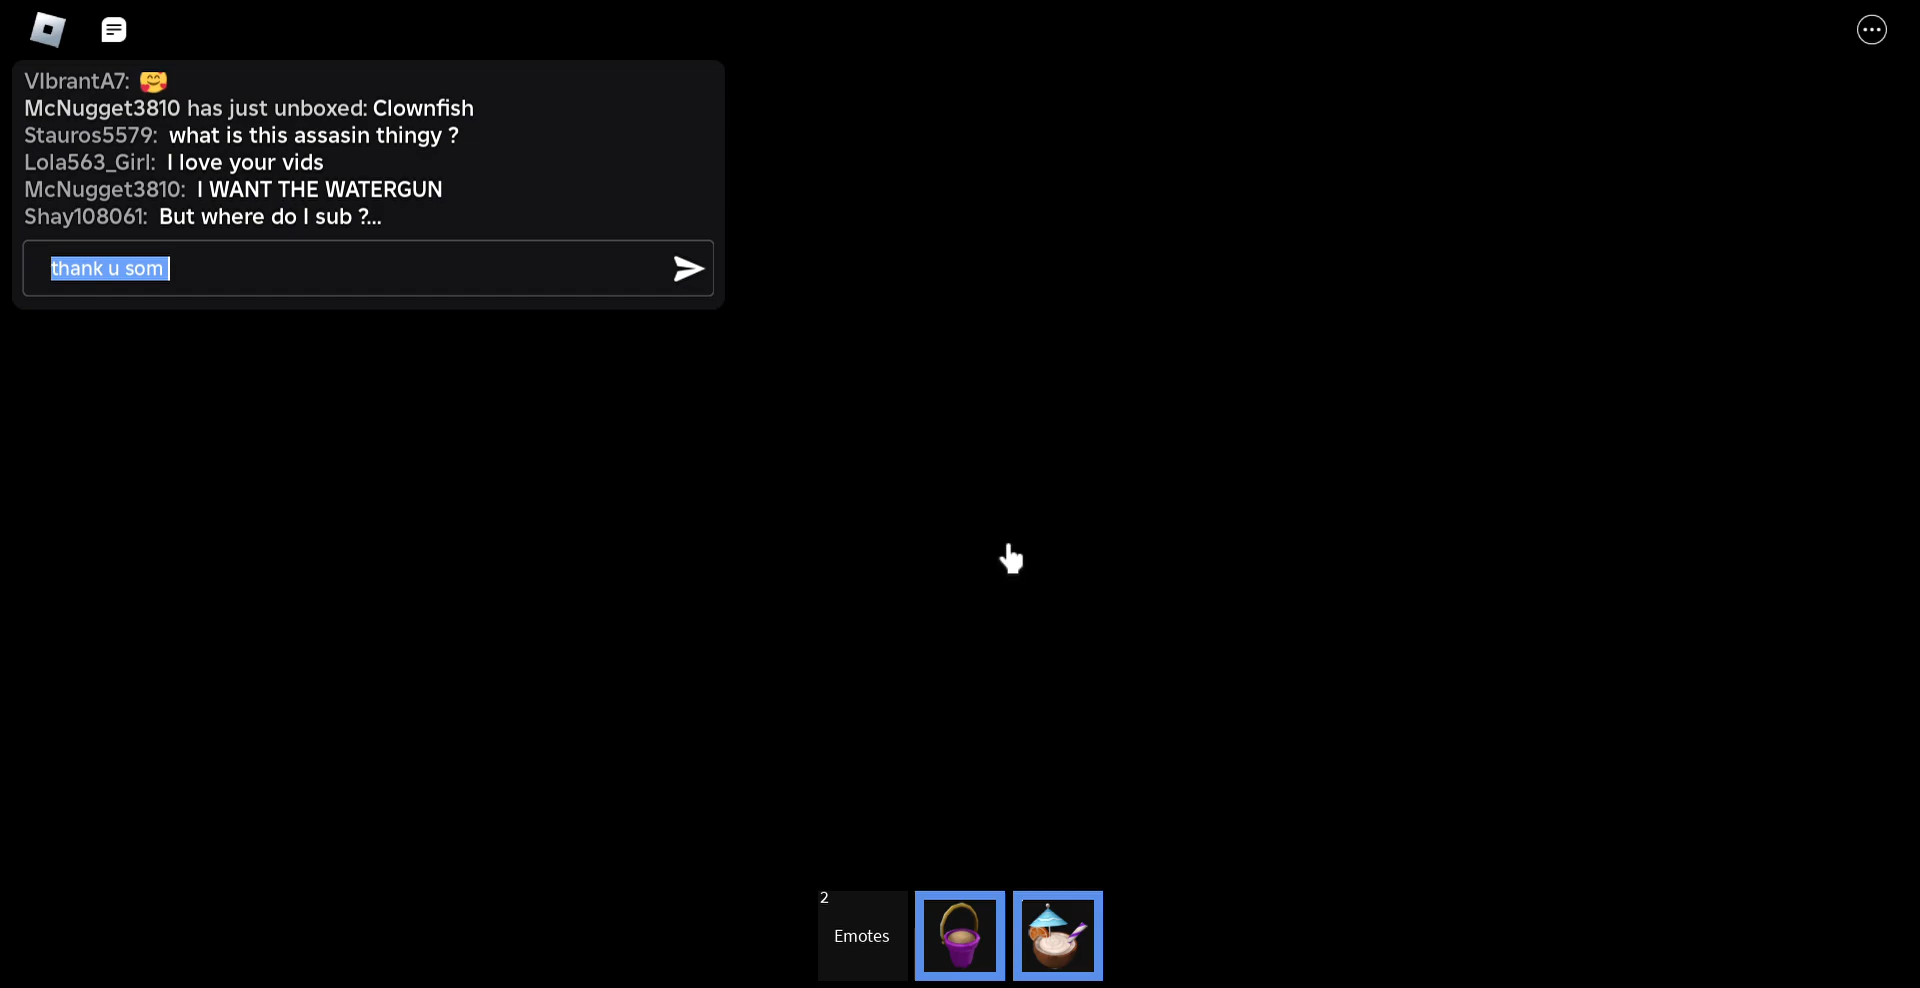 VIbrantA7: 🥰
McNugget3810 has just unboxed: Clownfish
Stauros5579: what is this assasin thingy ?
Lola563_Girl: I love your vids
McNugget3810: I WANT THE WATERGUN
Shay108061: But where do I sub ?...
thank u som
2
Emotes